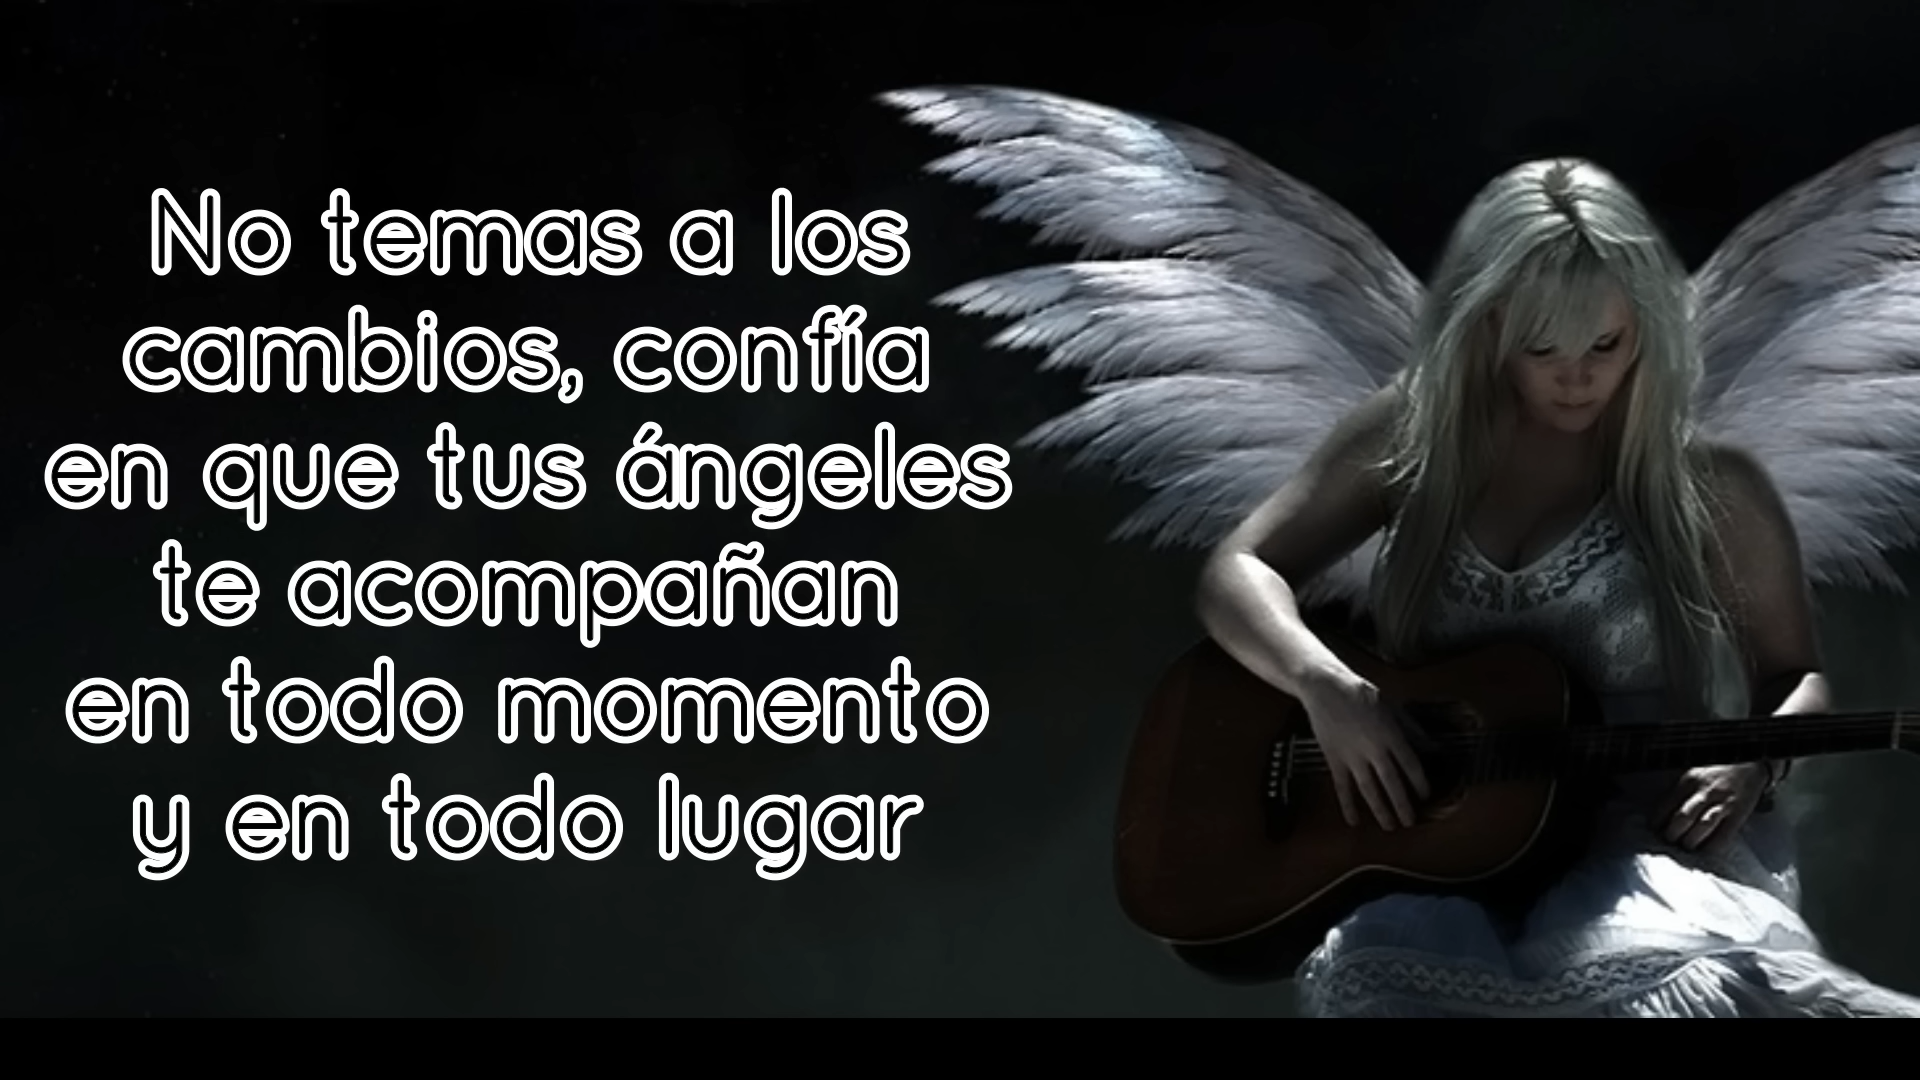 No temas a los
cambios, confía
en que tus ángeles
te acompañan
en todo momento
y en todo lugar